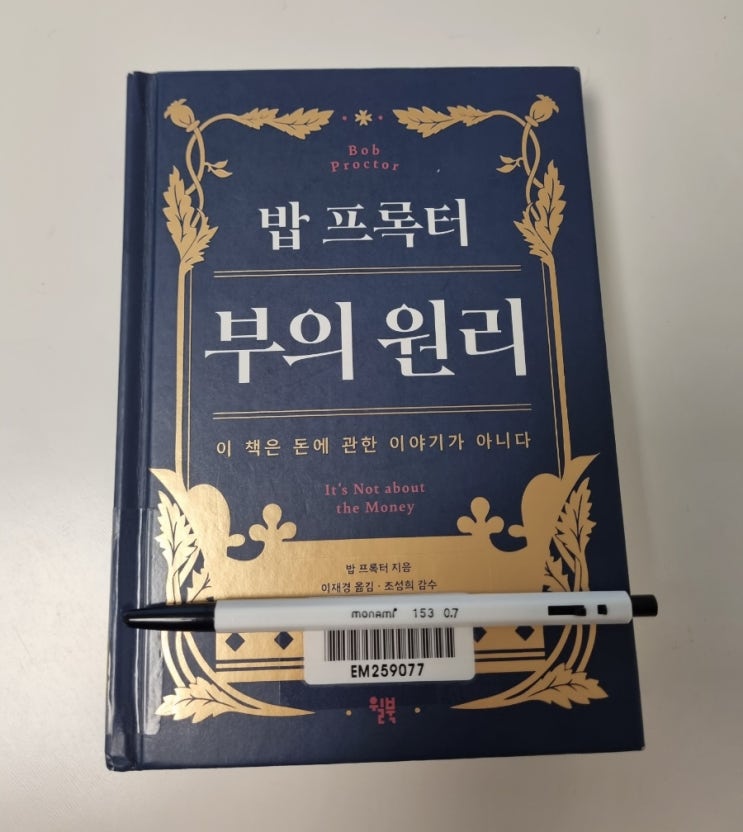 Bob
Proctor
밥 프록터
부의 원리
이 책은 돈에 관한 이야기가 아니다
It's Not about
the Money
밥 프록터 지음
이재경 옮김 · 조성희 감수
monami 153 0.7
EM259077
윌북